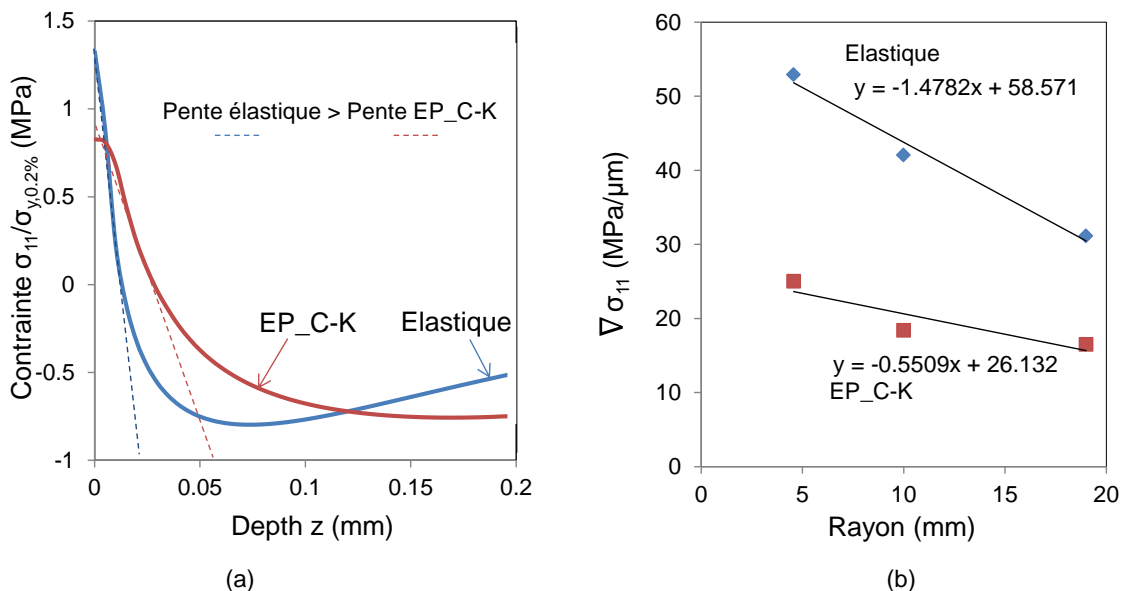 Contrainte σ11/σy,0.2% (MPa)
1.5
1
0.5
0
-0.5
-1
Pente élastique > Pente EP_C-K
EP_C-K
Elastique
0
0.05
0.1
0.15
0.2
Depth z (mm)
(a)
∇ σ11 (MPa/µm)
60
50
40
30
20
10
0
Elastique
y = -1.4782x + 58.571
y = -0.5509x + 26.132
EP_C-K
0
5
10
15
20
Rayon (mm)
(b)